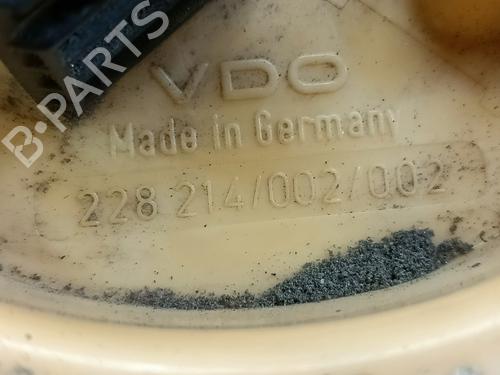 VDO
Made in Germany
228 214/002/002
B-PARTS